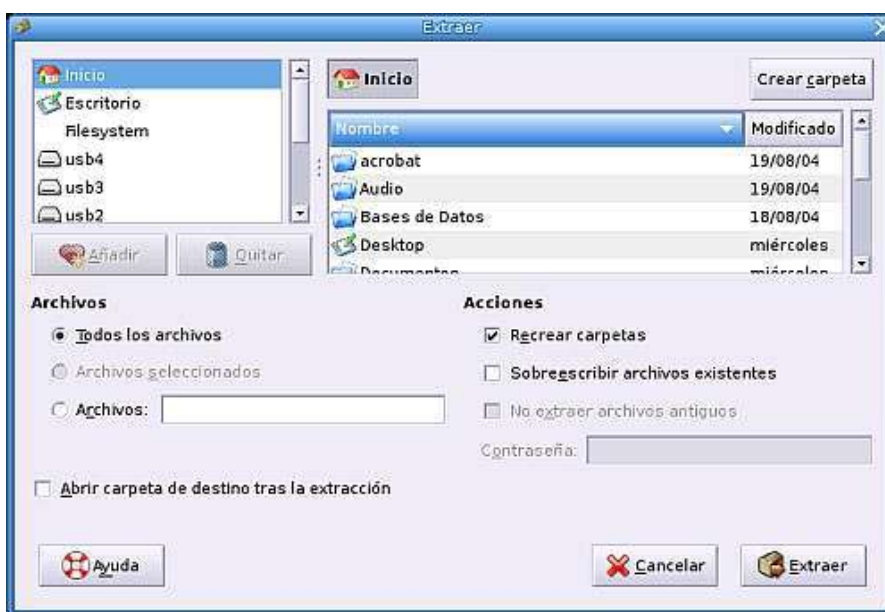 Extraer
Inicio
Escritorio
Filesystem
usb4
usb3
usb2
Añadir
Quitar
Inicio
Crear carpeta
Nombre
Modificado
acrobat
19/08/04
Audio
19/08/04
Bases de Datos
18/08/04
Desktop
miércoles
Documentos
miércoles
Archivos
Todos los archivos
Archivos seleccionados
Archivos:
Acciones
Recrear carpetas
Sobreescribir archivos existentes
No extraer archivos antiguos
Contraseña:
Abrir carpeta de destino tras la extracción
Ayuda
Cancelar
Extraer